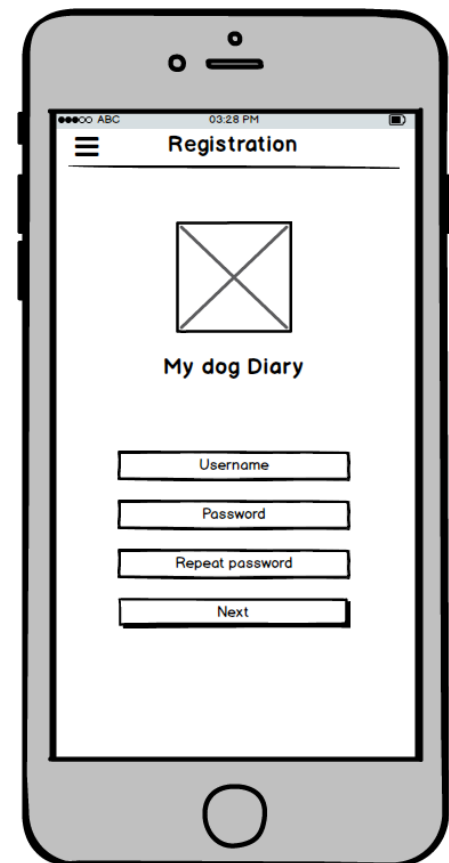 ABC 03:28 PM
Registration
My dog Diary
Username
Password
Repeat password
Next